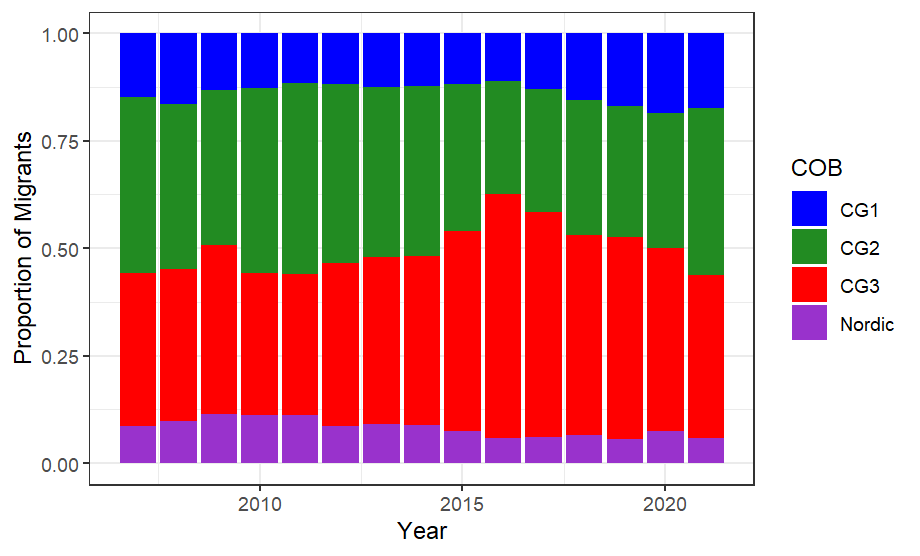 1.00
0.75
0.50
0.25
0.00
Proportion of Migrants
2010
2015
2020
Year
COB
CG1
CG2
CG3
Nordic